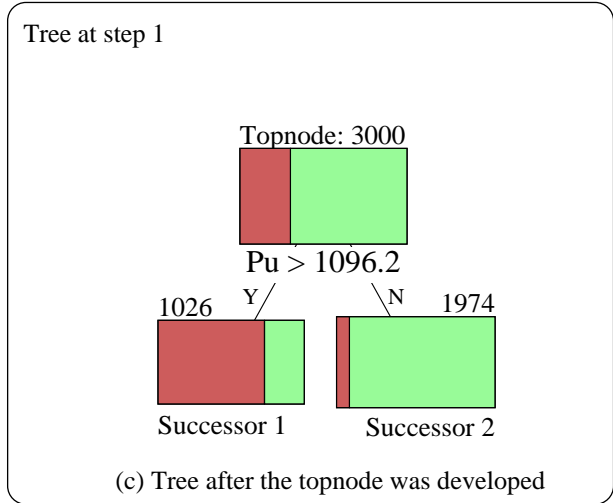 Tree at step 1
Topnode: 3000
Pu > 1096.2
Y
N
1026
1974
Successor 1
Successor 2
(c) Tree after the topnode was developed